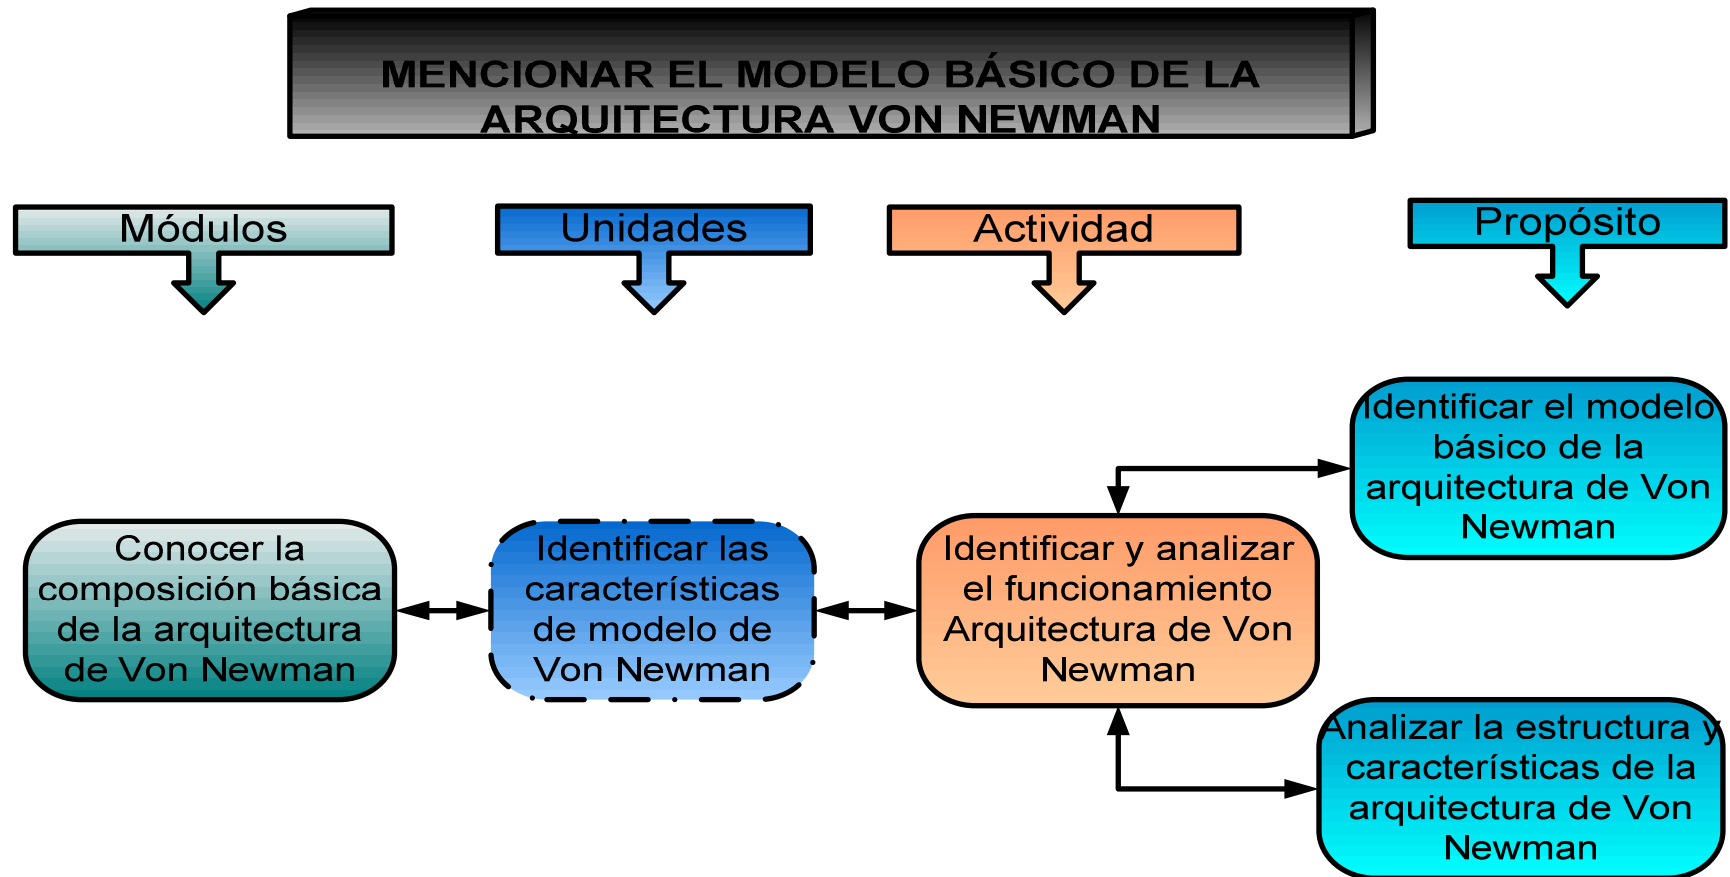 MENCIONAR EL MODELO BÁSICO DE LA
ARQUITECTURA VON NEWMAN
Módulos
Unidades
Actividad
Propósito
Conocer la
composición básica
de la arquitectura
de Von Newman
Identificar las
características
de modelo de
Von Newman
Identificar y analizar
el funcionamiento
Arquitectura de Von
Newman
Identificar el modelo
básico de la
arquitectura de Von
Newman
Analizar la estructura y
características de la
arquitectura de Von
Newman